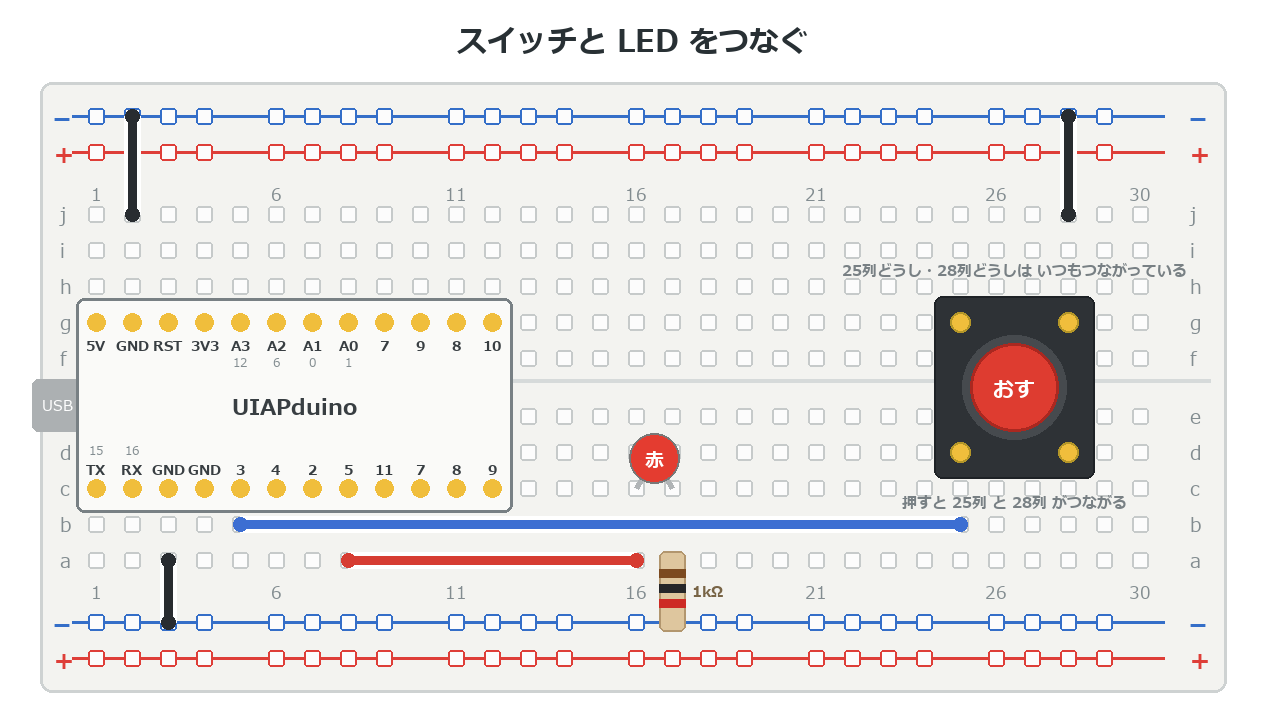 スイッチと LED をつなぐ
− −
+ +
1 6 11 16 21 26 30
j j
i i
25列どうし・28列どうしは いつもつながっている
h h
g g
5V GND RST 3V3 A3 A2 A1 A0 7 9 8 10
f 12 6 0 1 f
おす
USB UIAPduino
e e
d d
赤
15 16
TX RX GND GND 3 4 2 5 11 7 8 9
c c
押すと 25列 と 28列 がつながる
b b
a a
1 6 11 16 21 26 30
1kΩ
− −
+ +